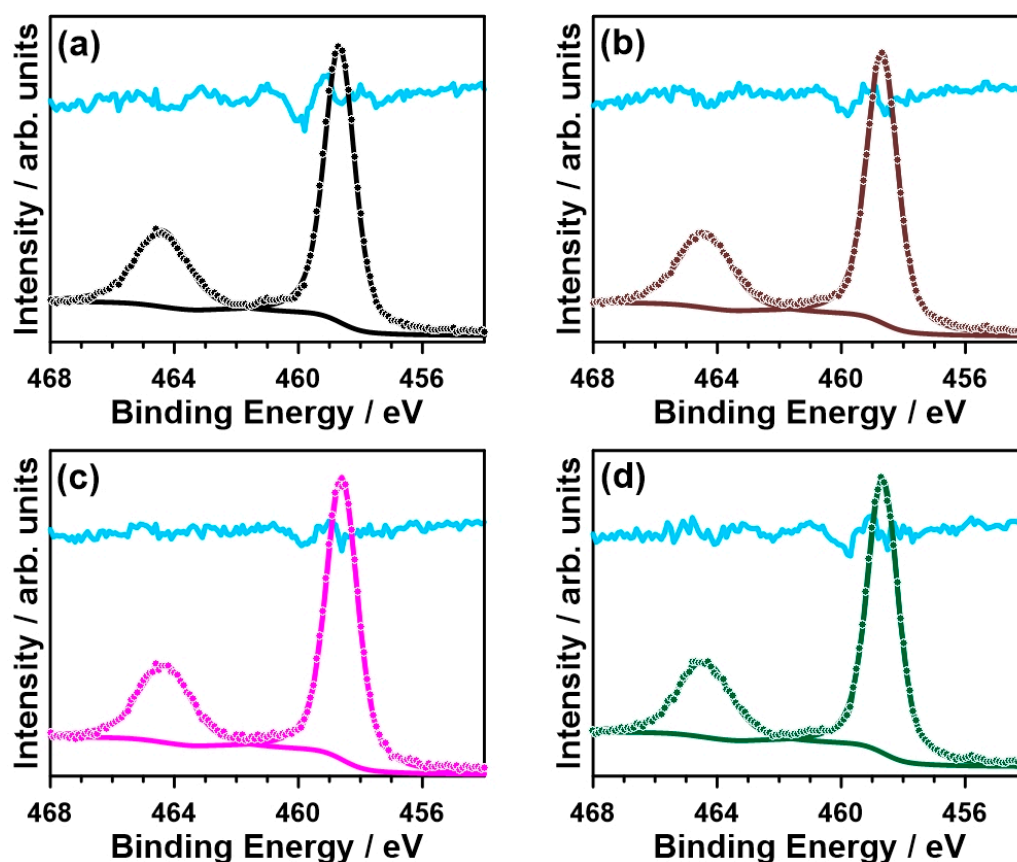 (a)
Intensity / arb. units
468 464 460 456
Binding Energy / eV
(b)
Intensity / arb. units
468 464 460 456
Binding Energy / eV
(c)
Intensity / arb. units
468 464 460 456
Binding Energy / eV
(d)
Intensity / arb. units
468 464 460 456
Binding Energy / eV